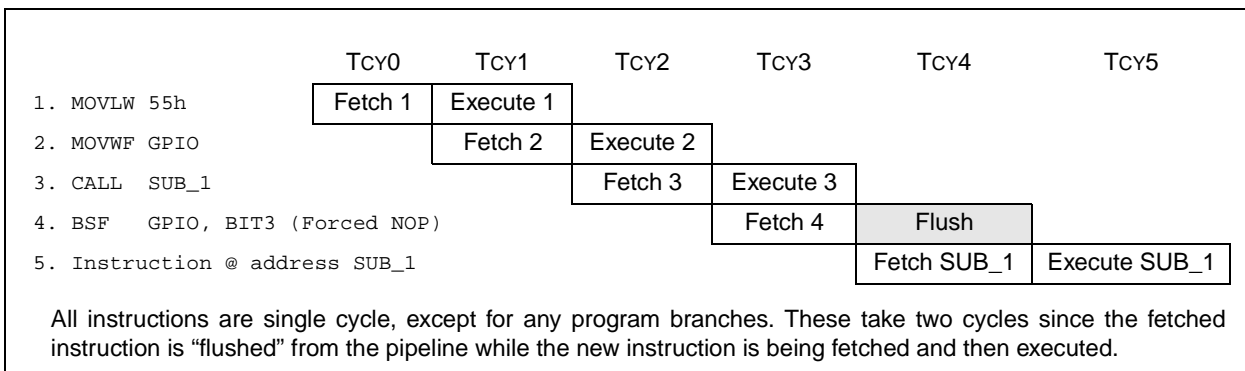 TCY0 TCY1 TCY2 TCY3 TCY4 TCY5
1. MOVLW 55h Fetch 1 Execute 1
2. MOVWF GPIO Fetch 2 Execute 2
3. CALL SUB_1 Fetch 3 Execute 3
4. BSF GPIO, BIT3 (Forced NOP) Fetch 4 Flush
5. Instruction @ address SUB_1 Fetch SUB_1 Execute SUB_1
All instructions are single cycle, except for any program branches. These take two cycles since the fetched
instruction is “flushed” from the pipeline while the new instruction is being fetched and then executed.